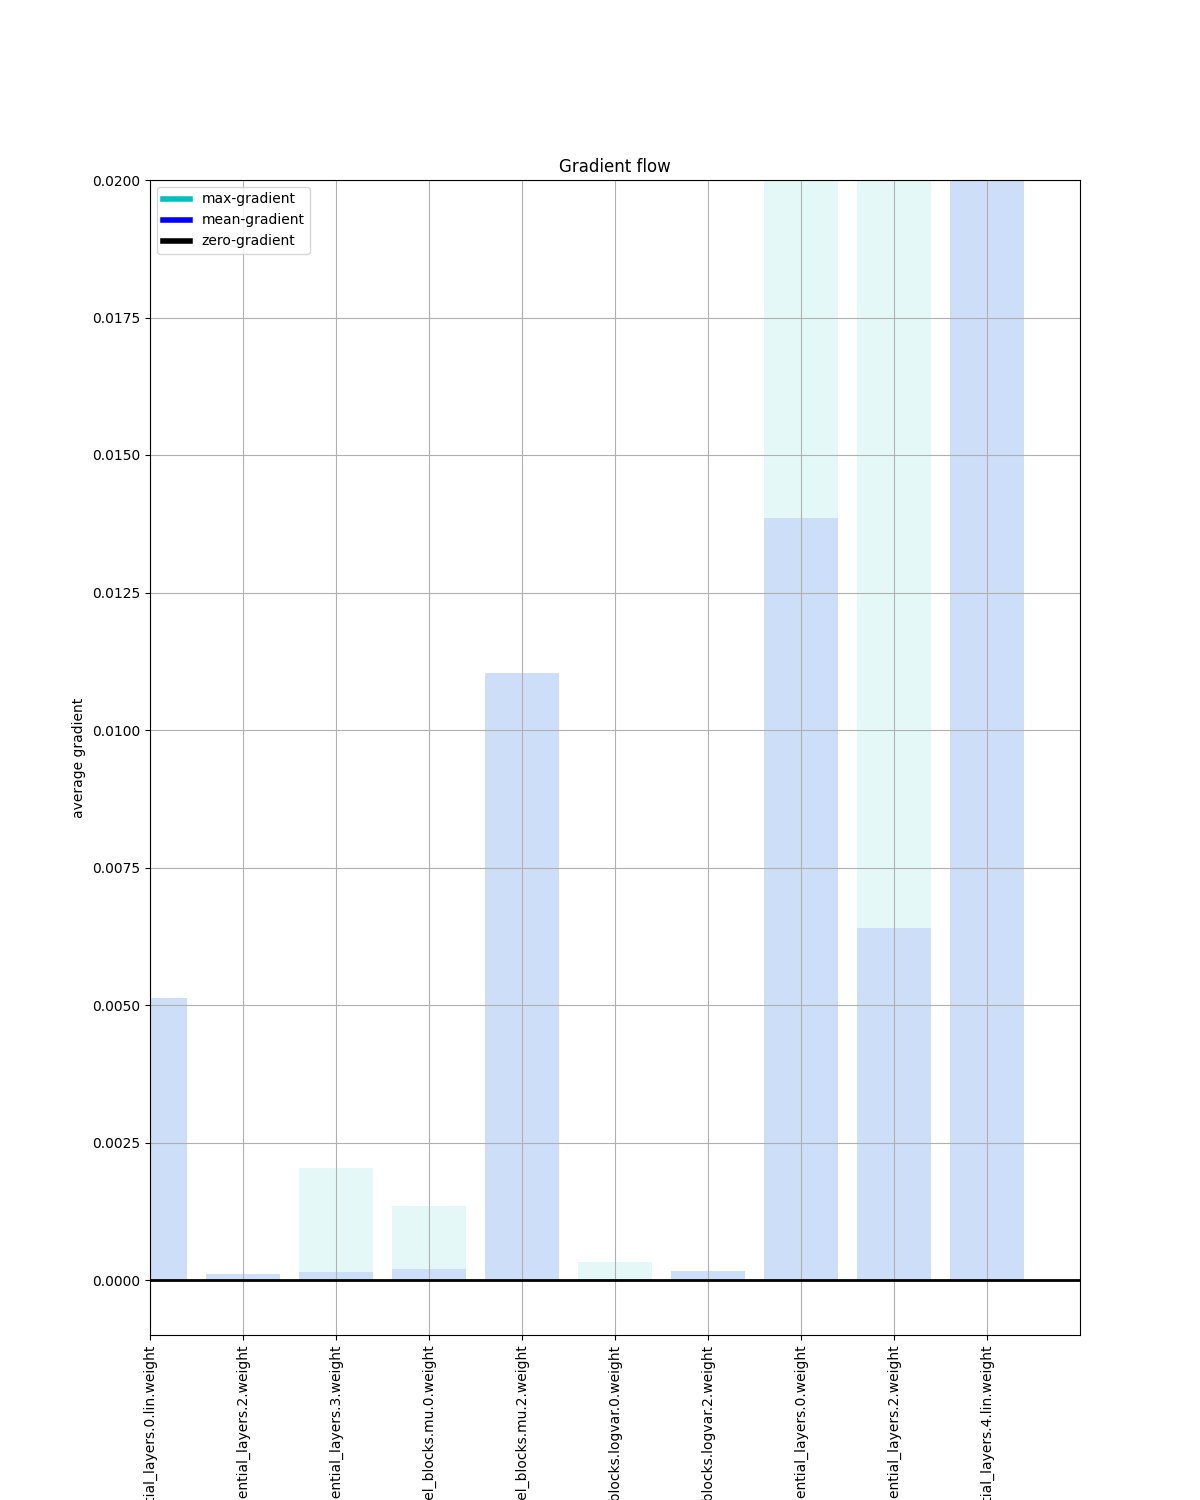 Gradient flow
max-gradient
mean-gradient
zero-gradient
0.0200
0.0175
0.0150
0.0125
0.0100
0.0075
0.0050
0.0025
0.0000
average gradient
tial_layers.0.lin.weight
ential_layers.2.weight
ential_layers.3.weight
el_blocks.mu.0.weight
el_blocks.mu.2.weight
blocks.logvar.0.weight
blocks.logvar.2.weight
ential_layers.0.weight
ential_layers.2.weight
tial_layers.4.lin.weight